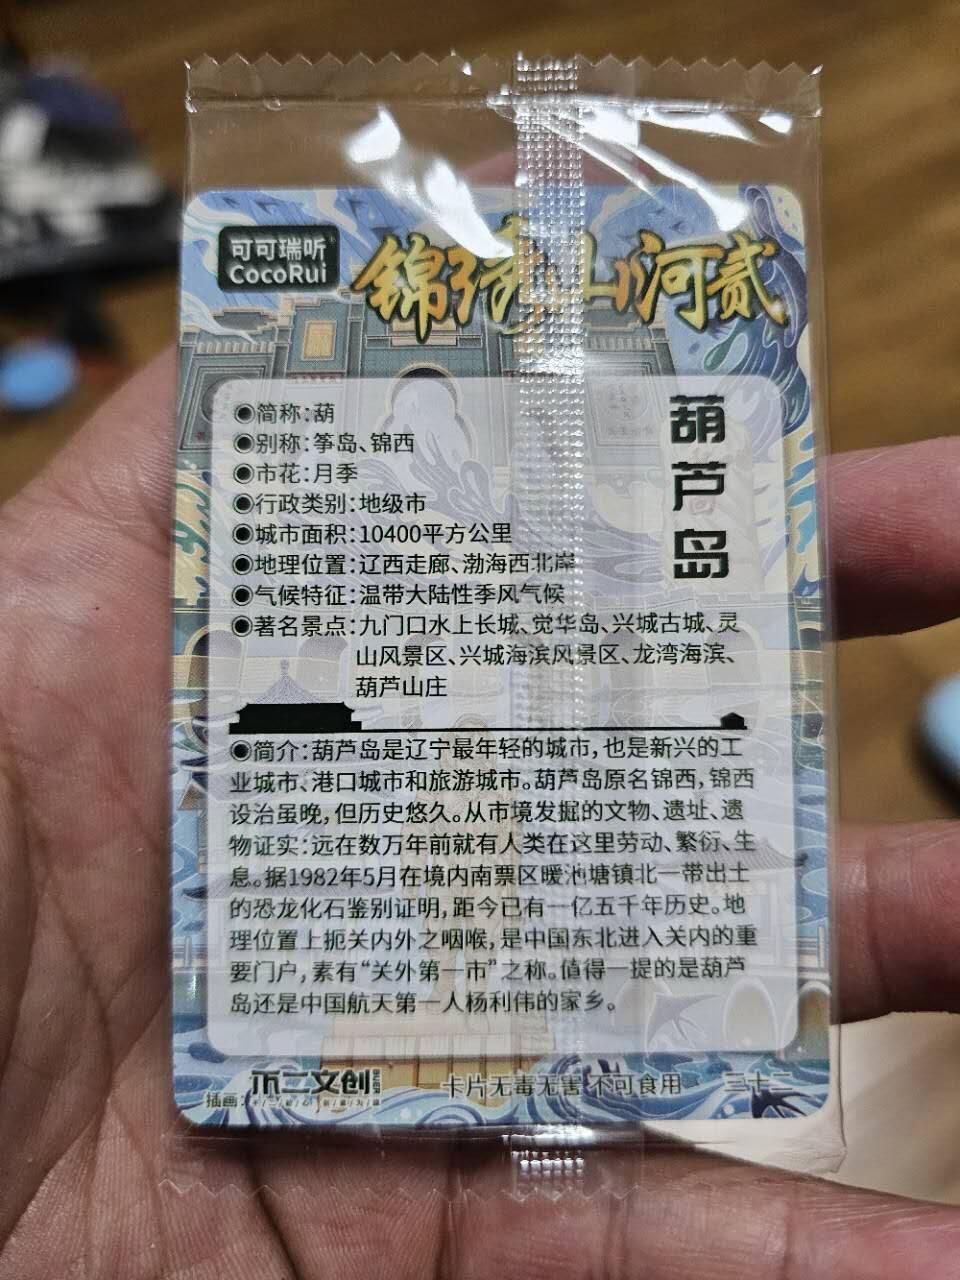 可可瑞听
CocoRui
锦绣山河贰
葫芦岛
◉简称:葫
◉别称:筝岛、锦西
◉市花:月季
◉行政类别:地级市
◉城市面积:10400平方公里
◉地理位置:辽西走廊、渤海西北岸
◉气候特征:温带大陆性季风气候
◉著名景点:九门口水上长城、觉华岛、兴城古城、灵
山风景区、兴城海滨风景区、龙湾海滨、
葫芦山庄
◉简介:葫芦岛是辽宁最年轻的城市,也是新兴的工
业城市、港口城市和旅游城市。葫芦岛原名锦西,锦西
设治虽晚,但历史悠久。从市境发掘的文物、遗址、遗
物证实:远在数万年前就有人类在这里劳动、繁衍、生
息。据1982年5月在境内南票区暖池塘镇北一带出土
的恐龙化石鉴别证明,距今已有一亿五千年历史。地
理位置上扼关内外之咽喉,是中国东北进入关内的重
要门户,素有“关外第一市”之称。值得一提的是葫芦
岛还是中国航天第一人杨利伟的家乡。
插画:不二文创
卡片无毒无害 不可食用
三十二